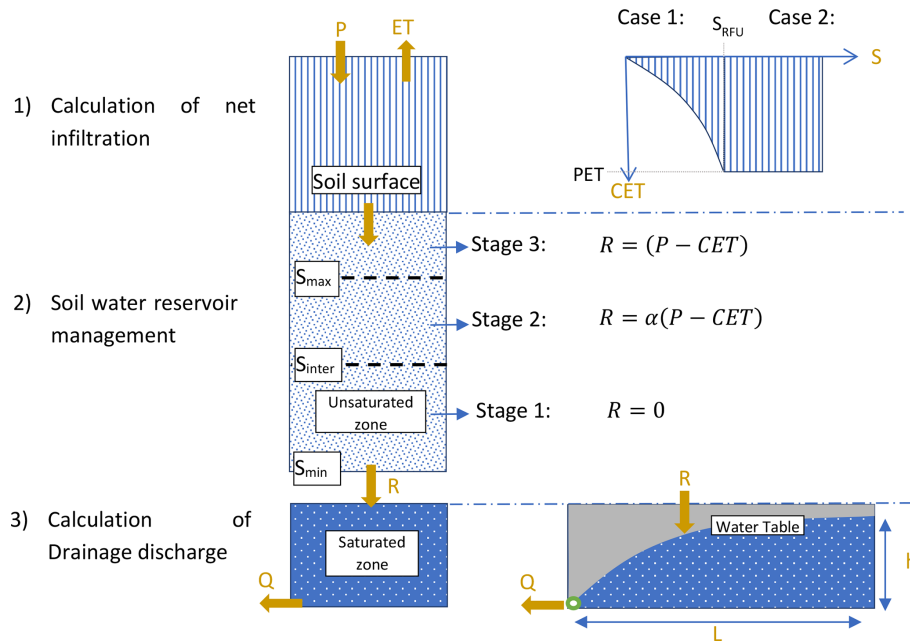 Case 1:
S_RFU
Case 2:
P
ET
S
1) Calculation of net
infiltration
PET
CET
Soil surface
Stage 3: R = (P − CET)
S_max
2) Soil water reservoir
management
Stage 2: R = α(P − CET)
S_inter
Unsaturated
zone
Stage 1: R = 0
S_min
R
R
3) Calculation of
Drainage discharge
Water Table
Saturated
zone
h
Q
Q
L